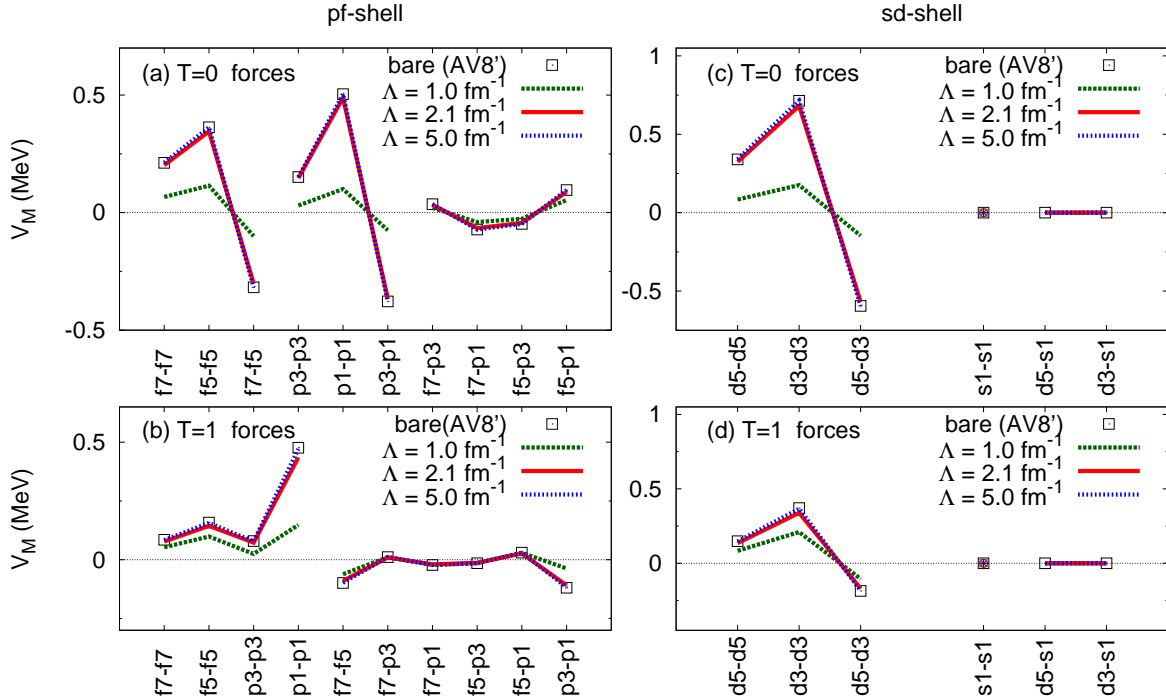 pf-shell
sd-shell
(a) T=0 forces
bare (AV8')
Λ = 1.0 fm⁻¹
Λ = 2.1 fm⁻¹
Λ = 5.0 fm⁻¹
V_M (MeV)
0.5
0
-0.5
f7-f7
f5-f5
f7-f5
p3-p3
p1-p1
p3-p1
f7-p3
f7-p1
f5-p3
f5-p1
(c) T=0 forces
bare (AV8')
Λ = 1.0 fm⁻¹
Λ = 2.1 fm⁻¹
Λ = 5.0 fm⁻¹
1
0.5
0
-0.5
d5-d5
d3-d3
d5-d3
s1-s1
d5-s1
d3-s1
(b) T=1 forces
bare(AV8')
Λ = 1.0 fm⁻¹
Λ = 2.1 fm⁻¹
Λ = 5.0 fm⁻¹
V_M (MeV)
0.5
0
f7-f7
f5-f5
p3-p3
p1-p1
f7-f5
f7-p3
f7-p1
f5-p3
f5-p1
p3-p1
(d) T=1 forces
bare (AV8')
Λ = 1.0 fm⁻¹
Λ = 2.1 fm⁻¹
Λ = 5.0 fm⁻¹
1
0.5
0
d5-d5
d3-d3
d5-d3
s1-s1
d5-s1
d3-s1